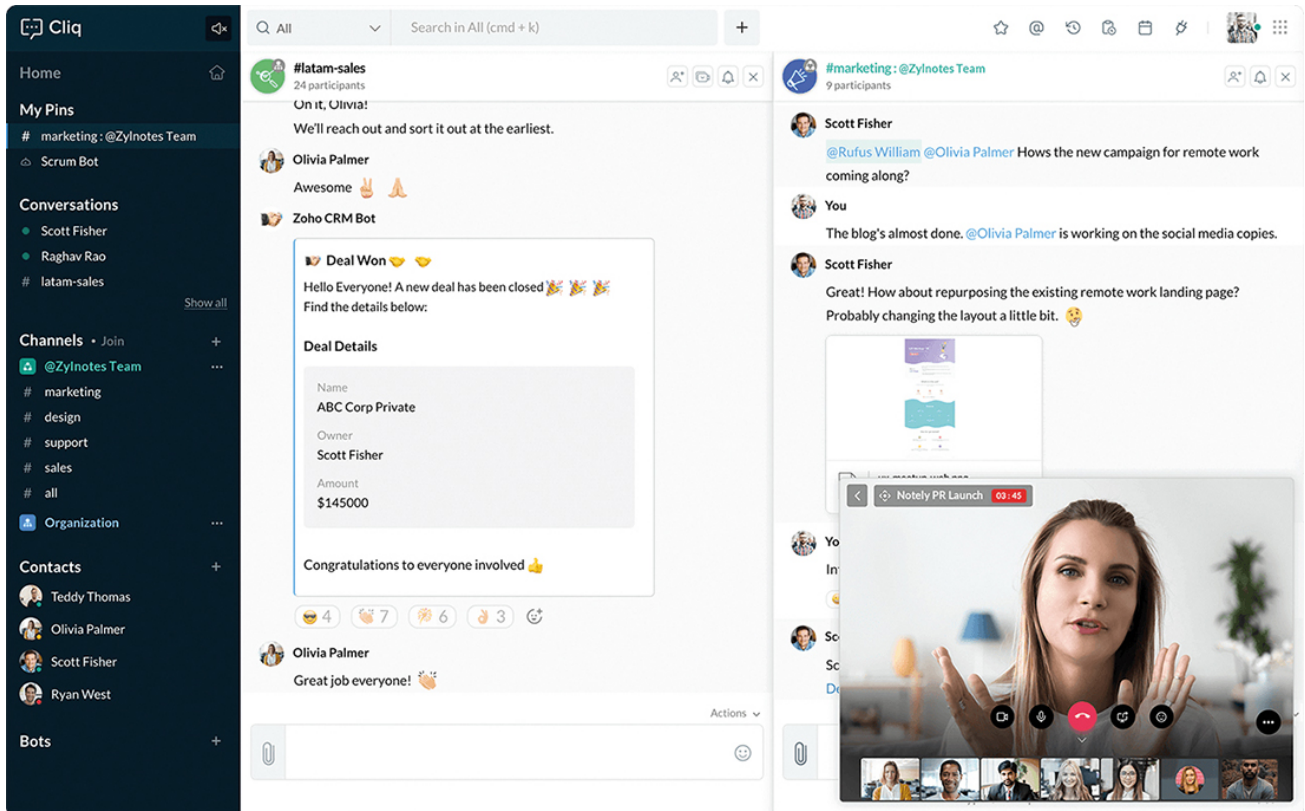 Cliq
All
Search in All (cmd + k)
Home
My Pins
# marketing : @Zylnotes Team
Scrum Bot
Conversations
Scott Fisher
Raghav Rao
# latam-sales
Show all
Channels • Join +
@Zylnotes Team
# marketing
# design
# support
# sales
# all
Organization
Contacts +
Teddy Thomas
Olivia Palmer
Scott Fisher
Ryan West
Bots +
#latam-sales
24 participants
On it, Olivia!
We'll reach out and sort it out at the earliest.
Olivia Palmer
Awesome ✌🏻 🙏🏻
Zoho CRM Bot
Deal Won
Hello Everyone! A new deal has been closed 🎉 🎉 🎉
Find the details below:
Deal Details
Name
ABC Corp Private
Owner
Scott Fisher
Amount
$145000
Congratulations to everyone involved 👍
4 7 6 3
Olivia Palmer
Great job everyone! 👏🏻
Actions
#marketing : @Zylnotes Team
9 participants
Scott Fisher
@Rufus William @Olivia Palmer Hows the new campaign for remote work
coming along?
You
The blog's almost done. @Olivia Palmer is working on the social media copies.
Scott Fisher
Great! How about repurposing the existing remote work landing page?
Probably changing the layout a little bit. 🤔
Notely PR Launch 03:45